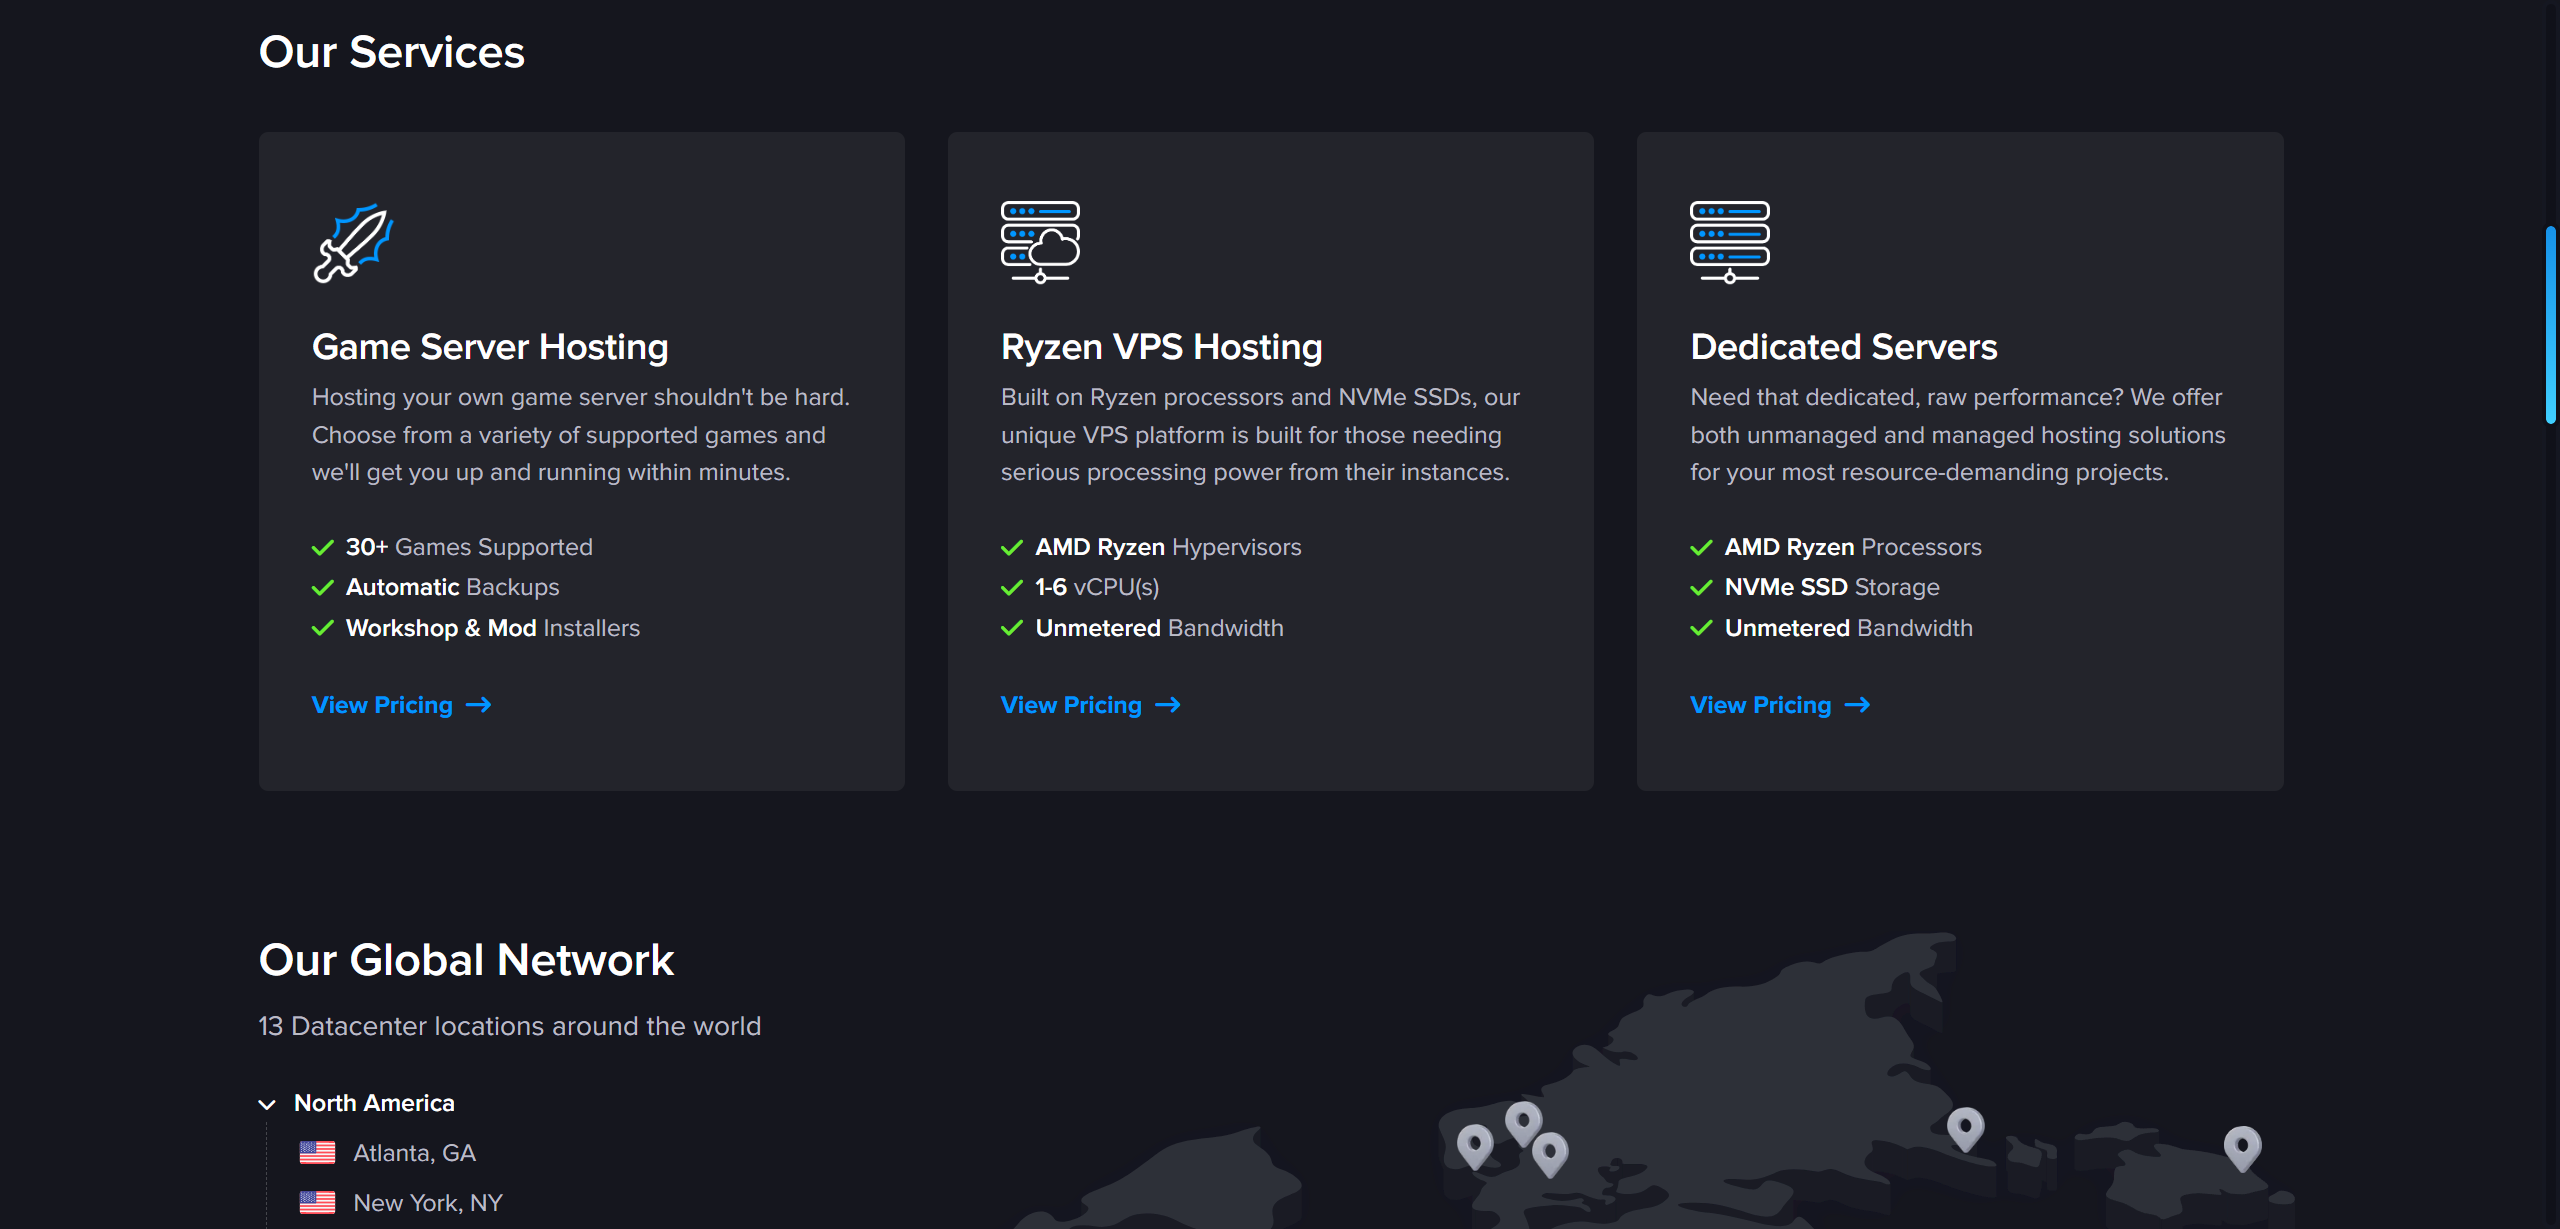 Our Services
Game Server Hosting
Hosting your own game server shouldn't be hard.
Choose from a variety of supported games and
we'll get you up and running within minutes.
30+ Games Supported
Automatic Backups
Workshop & Mod Installers
View Pricing
Ryzen VPS Hosting
Built on Ryzen processors and NVMe SSDs, our
unique VPS platform is built for those needing
serious processing power from their instances.
AMD Ryzen Hypervisors
1-6 vCPU(s)
Unmetered Bandwidth
View Pricing
Dedicated Servers
Need that dedicated, raw performance? We offer
both unmanaged and managed hosting solutions
for your most resource-demanding projects.
AMD Ryzen Processors
NVMe SSD Storage
Unmetered Bandwidth
View Pricing
Our Global Network
13 Datacenter locations around the world
North America
Atlanta, GA
New York, NY